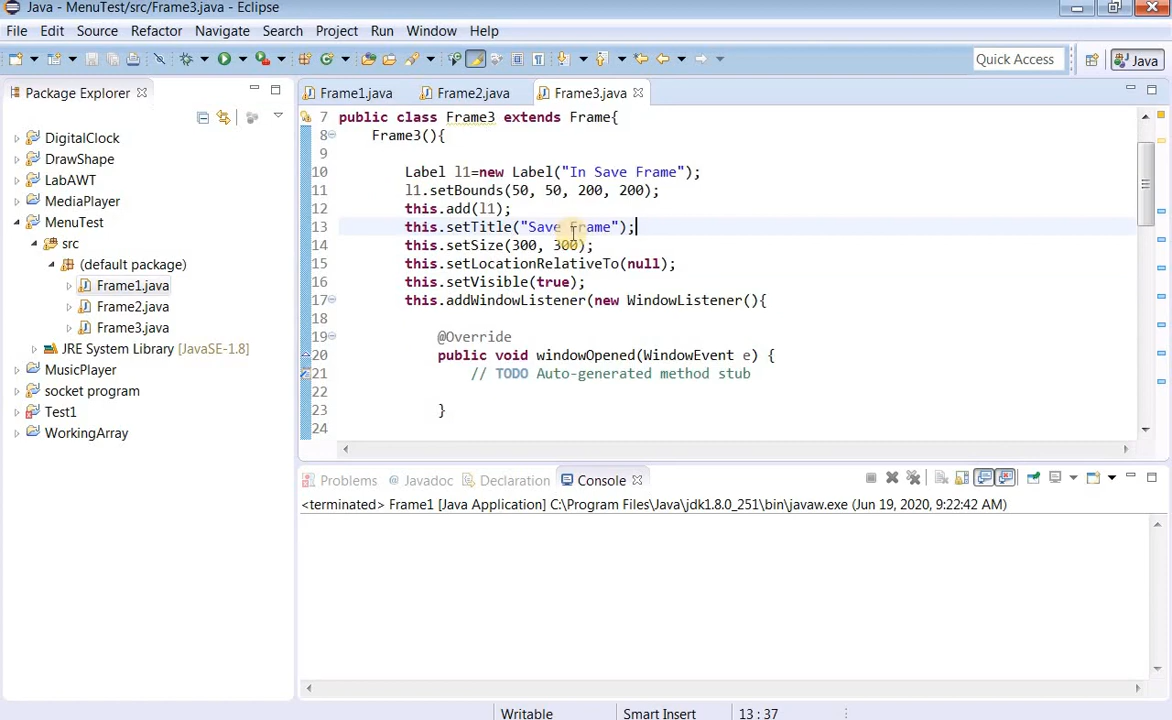 Java - MenuTest/src/Frame3.java - Eclipse
File Edit Source Refactor Navigate Search Project Run Window Help
Quick Access
Java
Package Explorer
Frame1.java
Frame2.java
Frame3.java
DigitalClock
DrawShape
LabAWT
MediaPlayer
MenuTest
src
(default package)
Frame1.java
Frame2.java
Frame3.java
JRE System Library [JavaSE-1.8]
MusicPlayer
socket program
Test1
WorkingArray
7 public class Frame3 extends Frame{
8 Frame3(){
9
10 Label l1=new Label("In Save Frame");
11 l1.setBounds(50, 50, 200, 200);
12 this.add(l1);
13 this.setTitle("Save Frame");
14 this.setSize(300, 300);
15 this.setLocationRelativeTo(null);
16 this.setVisible(true);
17 this.addWindowListener(new WindowListener(){
18
19 @Override
20 public void windowOpened(WindowEvent e) {
21 // TODO Auto-generated method stub
22
23 }
24
Problems @ Javadoc Declaration Console
<terminated> Frame1 [Java Application] C:\Program Files\Java\jdk1.8.0_251\bin\javaw.exe (Jun 19, 2020, 9:22:42 AM)
Writable Smart Insert 13 : 37